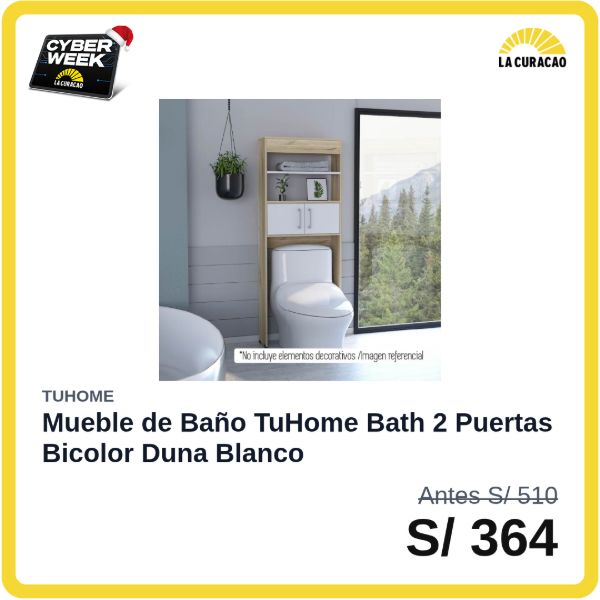 CYBER
WEEK
LA CURACAO
LA CURACAO
*No incluye elementos decorativos /Imagen referencial
TUHOME
Mueble de Baño TuHome Bath 2 Puertas
Bicolor Duna Blanco
Antes S/ 510
S/ 364